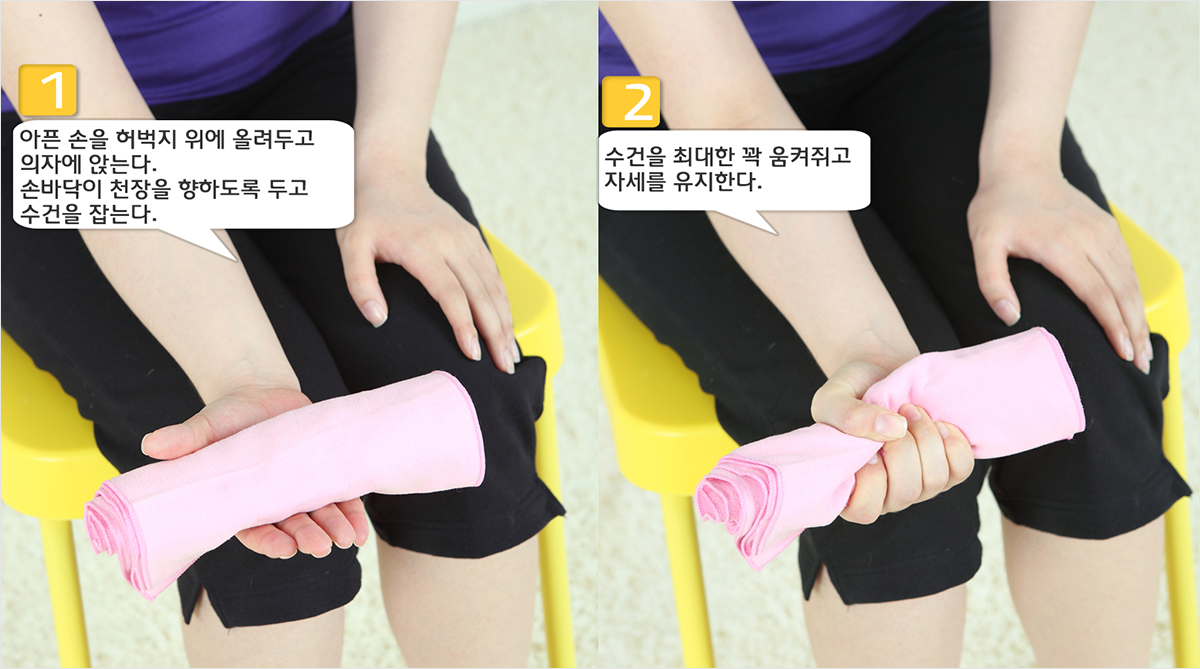 1
아픈 손을 허벅지 위에 올려두고
의자에 앉는다.
손바닥이 천장을 향하도록 두고
수건을 잡는다.
2
수건을 최대한 꽉 움켜쥐고
자세를 유지한다.